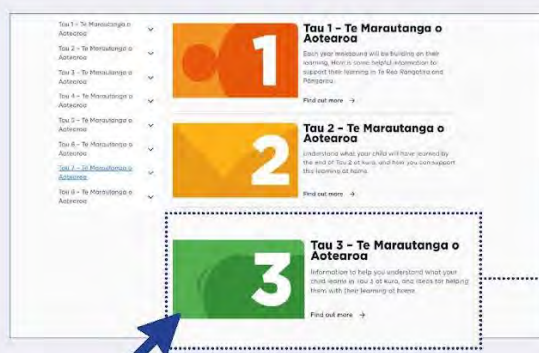 Tau 1 – Te Marautanga o
Aotearoa
Tau 2 – Te Marautanga o
Aotearoa
Tau 3 – Te Marautanga o
Aotearoa
Tau 4 – Te Marautanga o
Aotearoa
Tau 5 – Te Marautanga o
Aotearoa
Tau 6 – Te Marautanga o
Aotearoa
Tau 7 – Te Marautanga o
Aotearoa
Tau 8 – Te Marautanga o
Aotearoa
1
Tau 1 – Te Marautanga o
Aotearoa
Each year rest building on their
learning. Here is some helpful information to
support their learning in Te Reo Rangatira and
Pāngarau.
Find out more →
2
Tau 2 – Te Marautanga o
Aotearoa
Understand what your child will have learned by
the end of Tau 2 at kura, and how you can support
this learning at home.
Find out more →
3
Tau 3 – Te Marautanga o
Aotearoa
Information to help you understand what your
child learns in Tau 3 at kura, and ideas for helping
them with their learning at home.
Find out more →